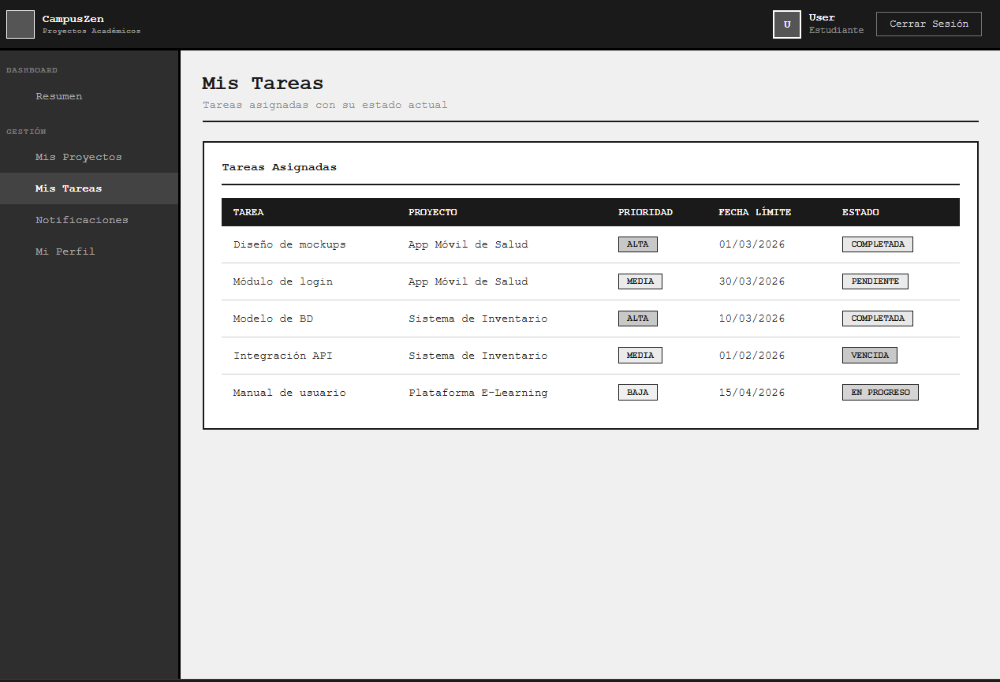 CampusZen
Proyectos Académicos
U
User
Estudiante
Cerrar Sesión
DASHBOARD
Resumen
GESTIÓN
Mis Proyectos
Mis Tareas
Notificaciones
Mi Perfil
Mis Tareas
Tareas asignadas con su estado actual
Tareas Asignadas
TAREA PROYECTO PRIORIDAD FECHA LÍMITE ESTADO
Diseño de mockups App Móvil de Salud ALTA 01/03/2026 COMPLETADA
Módulo de login App Móvil de Salud MEDIA 30/03/2026 PENDIENTE
Modelo de BD Sistema de Inventario ALTA 10/03/2026 COMPLETADA
Integración API Sistema de Inventario MEDIA 01/02/2026 VENCIDA
Manual de usuario Plataforma E-Learning BAJA 15/04/2026 EN PROGRESO